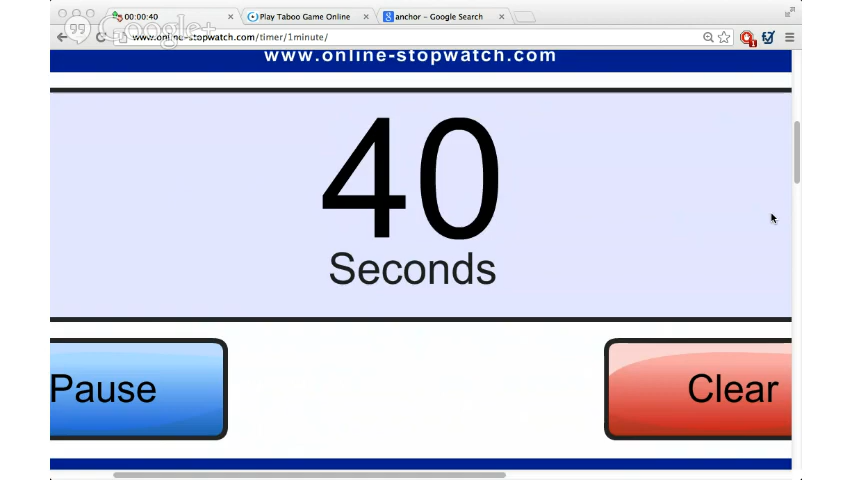 00:00:40
Play Taboo Game Online
anchor - Google Search
Google+
www.online-stopwatch.com/timer/1minute/
www.online-stopwatch.com
40
Seconds
Pause
Clear